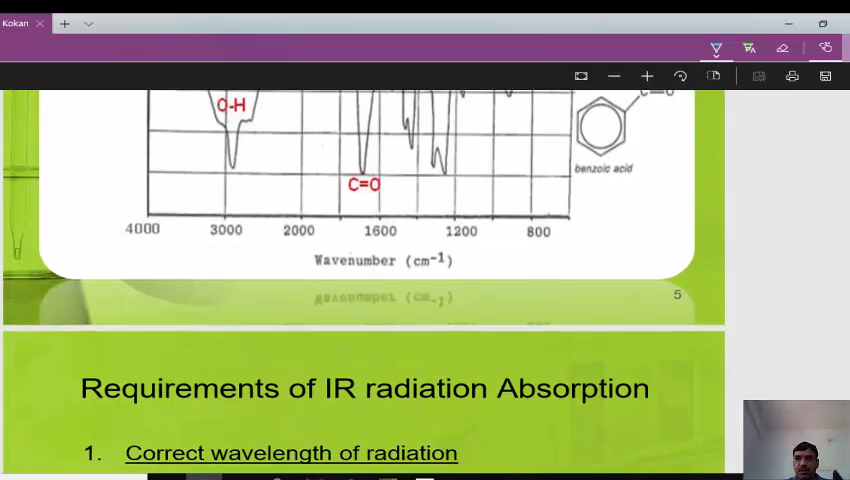 Kokan
O-H
C=O
benzoic acid
4000 3000 2000 1600 1200 800
Wavenumber (cm-1)
5
Requirements of IR radiation Absorption
1. Correct wavelength of radiation